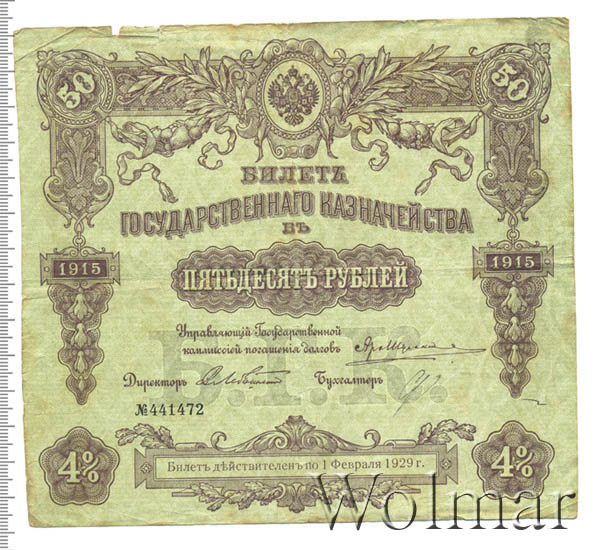 50 50
БИЛЕТЪ
ГОСУДАРСТВЕННАГО КАЗНАЧЕЙСТВА
ВЪ
1915 ПЯТЬДЕСЯТЪ РУБЛЕЙ 1915
Управляющій Государственной
коммиссіей погашенія долговъ
Директоръ Бухгалтеръ
№441472
4% 4%
Билетъ дѣйствителенъ по 1 Февраля 1929 г.
Wolmar